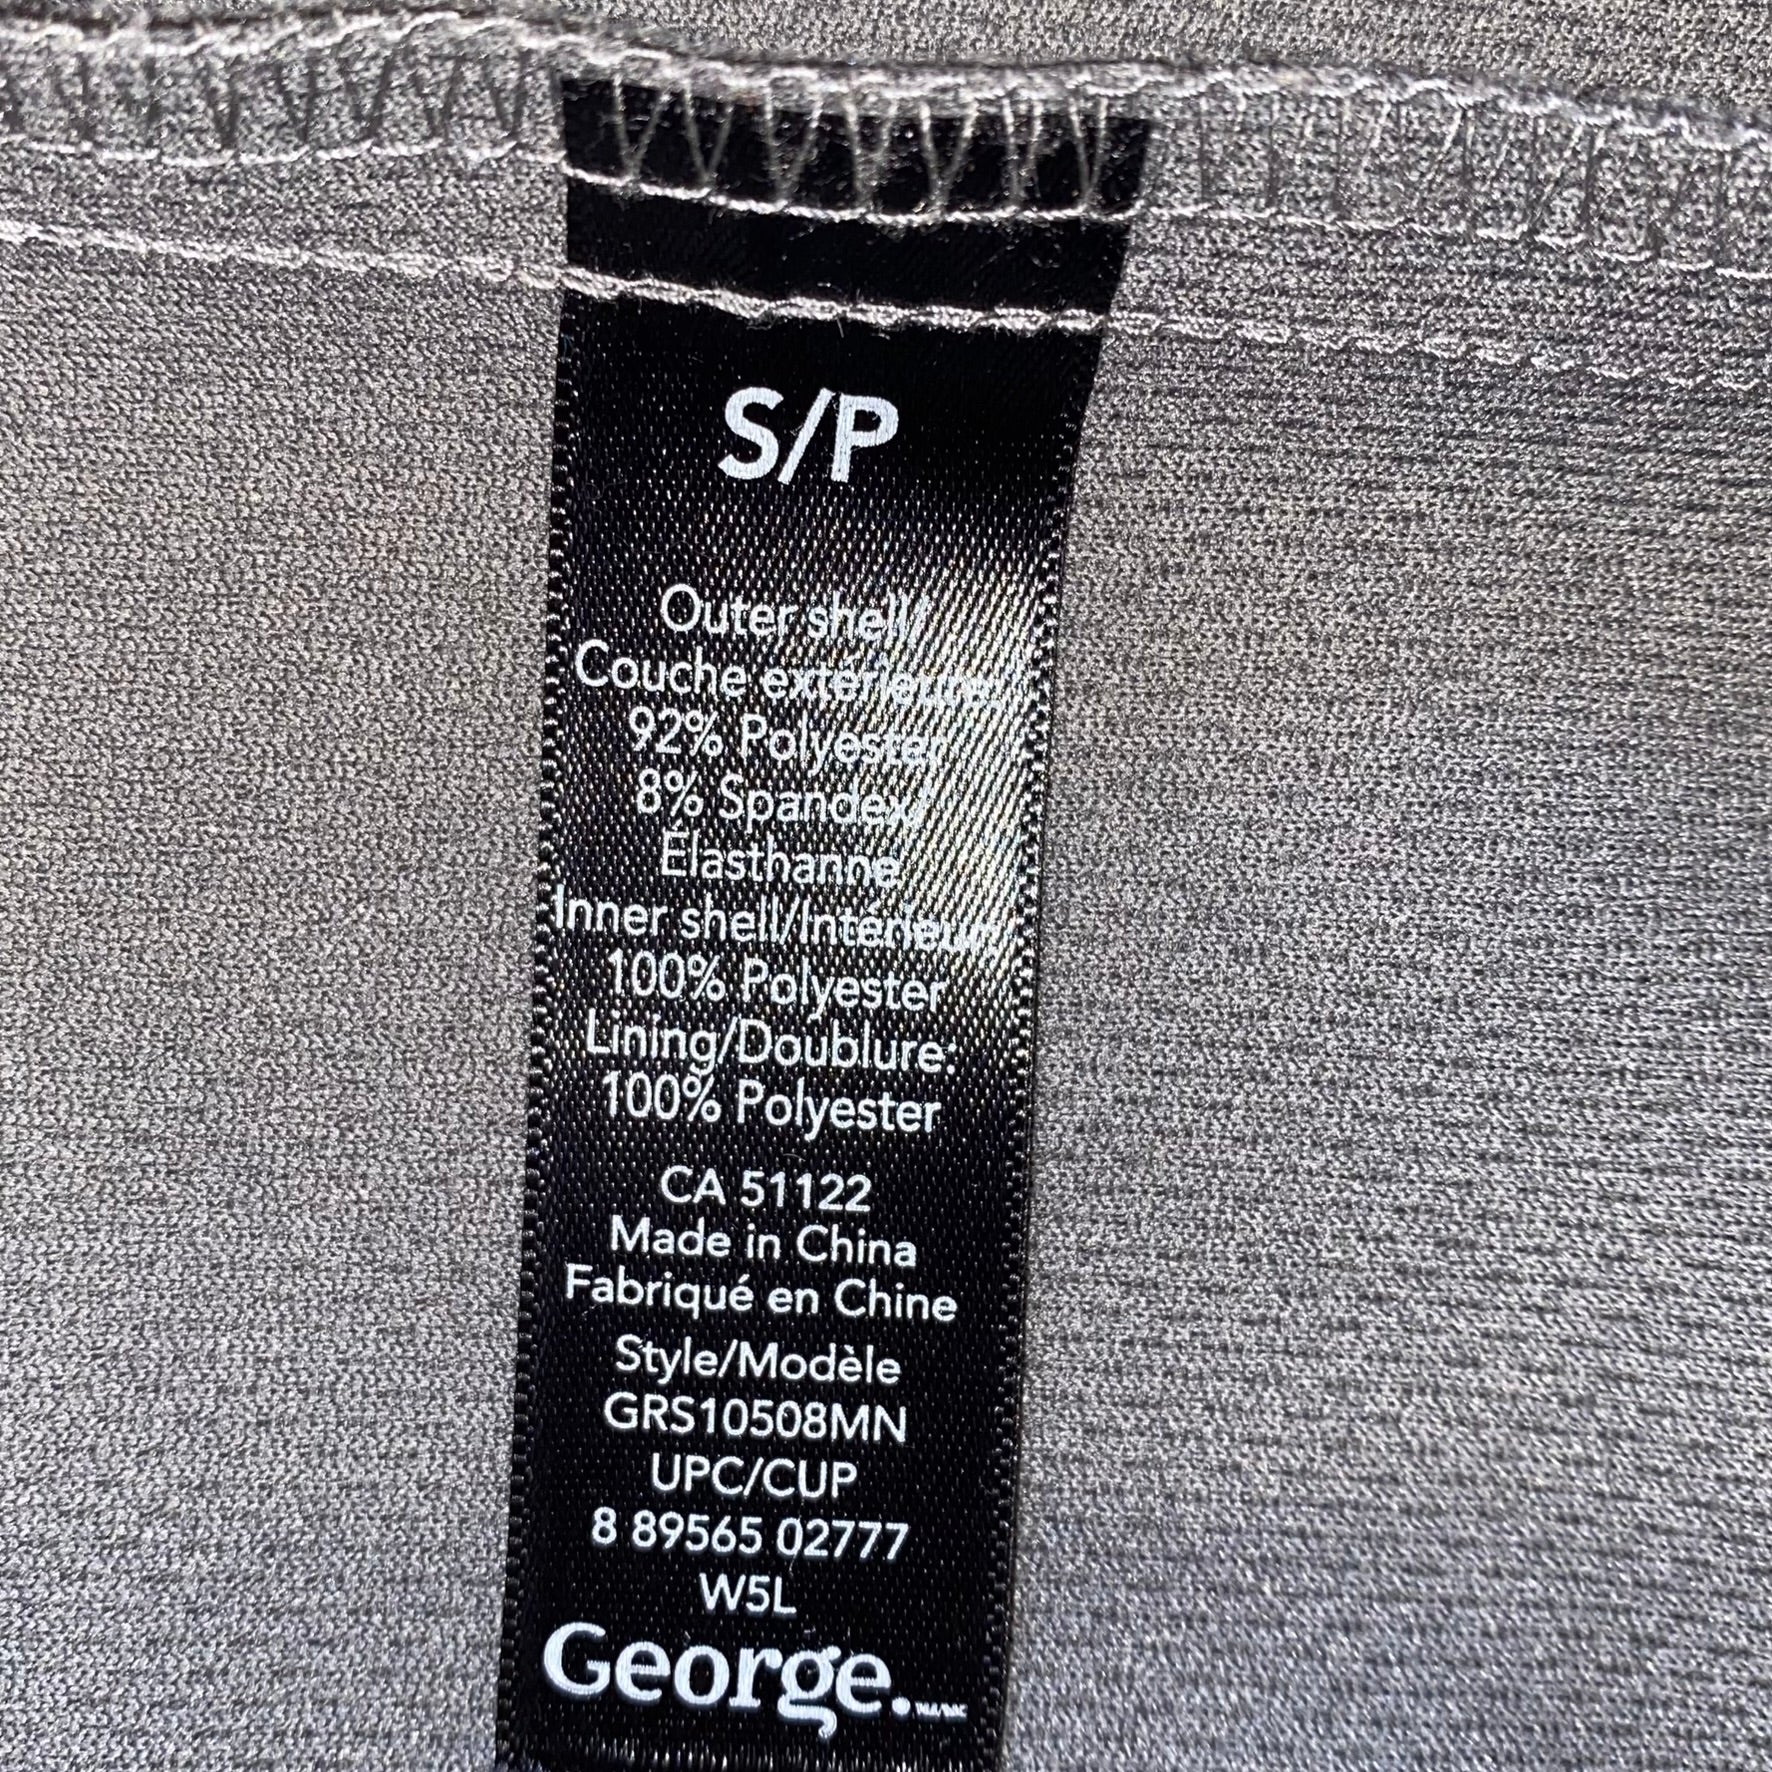 S/P
Outer shell/
Couche extérieure:
92% Polyester
8% Spandex/
Élasthanne
Inner shell/Intérieur:
100% Polyester
Lining/Doublure:
100% Polyester
CA 51122
Made in China
Fabriqué en Chine
Style/Modèle
GRS10508MN
UPC/CUP
8 89565 02777
W5L
George.